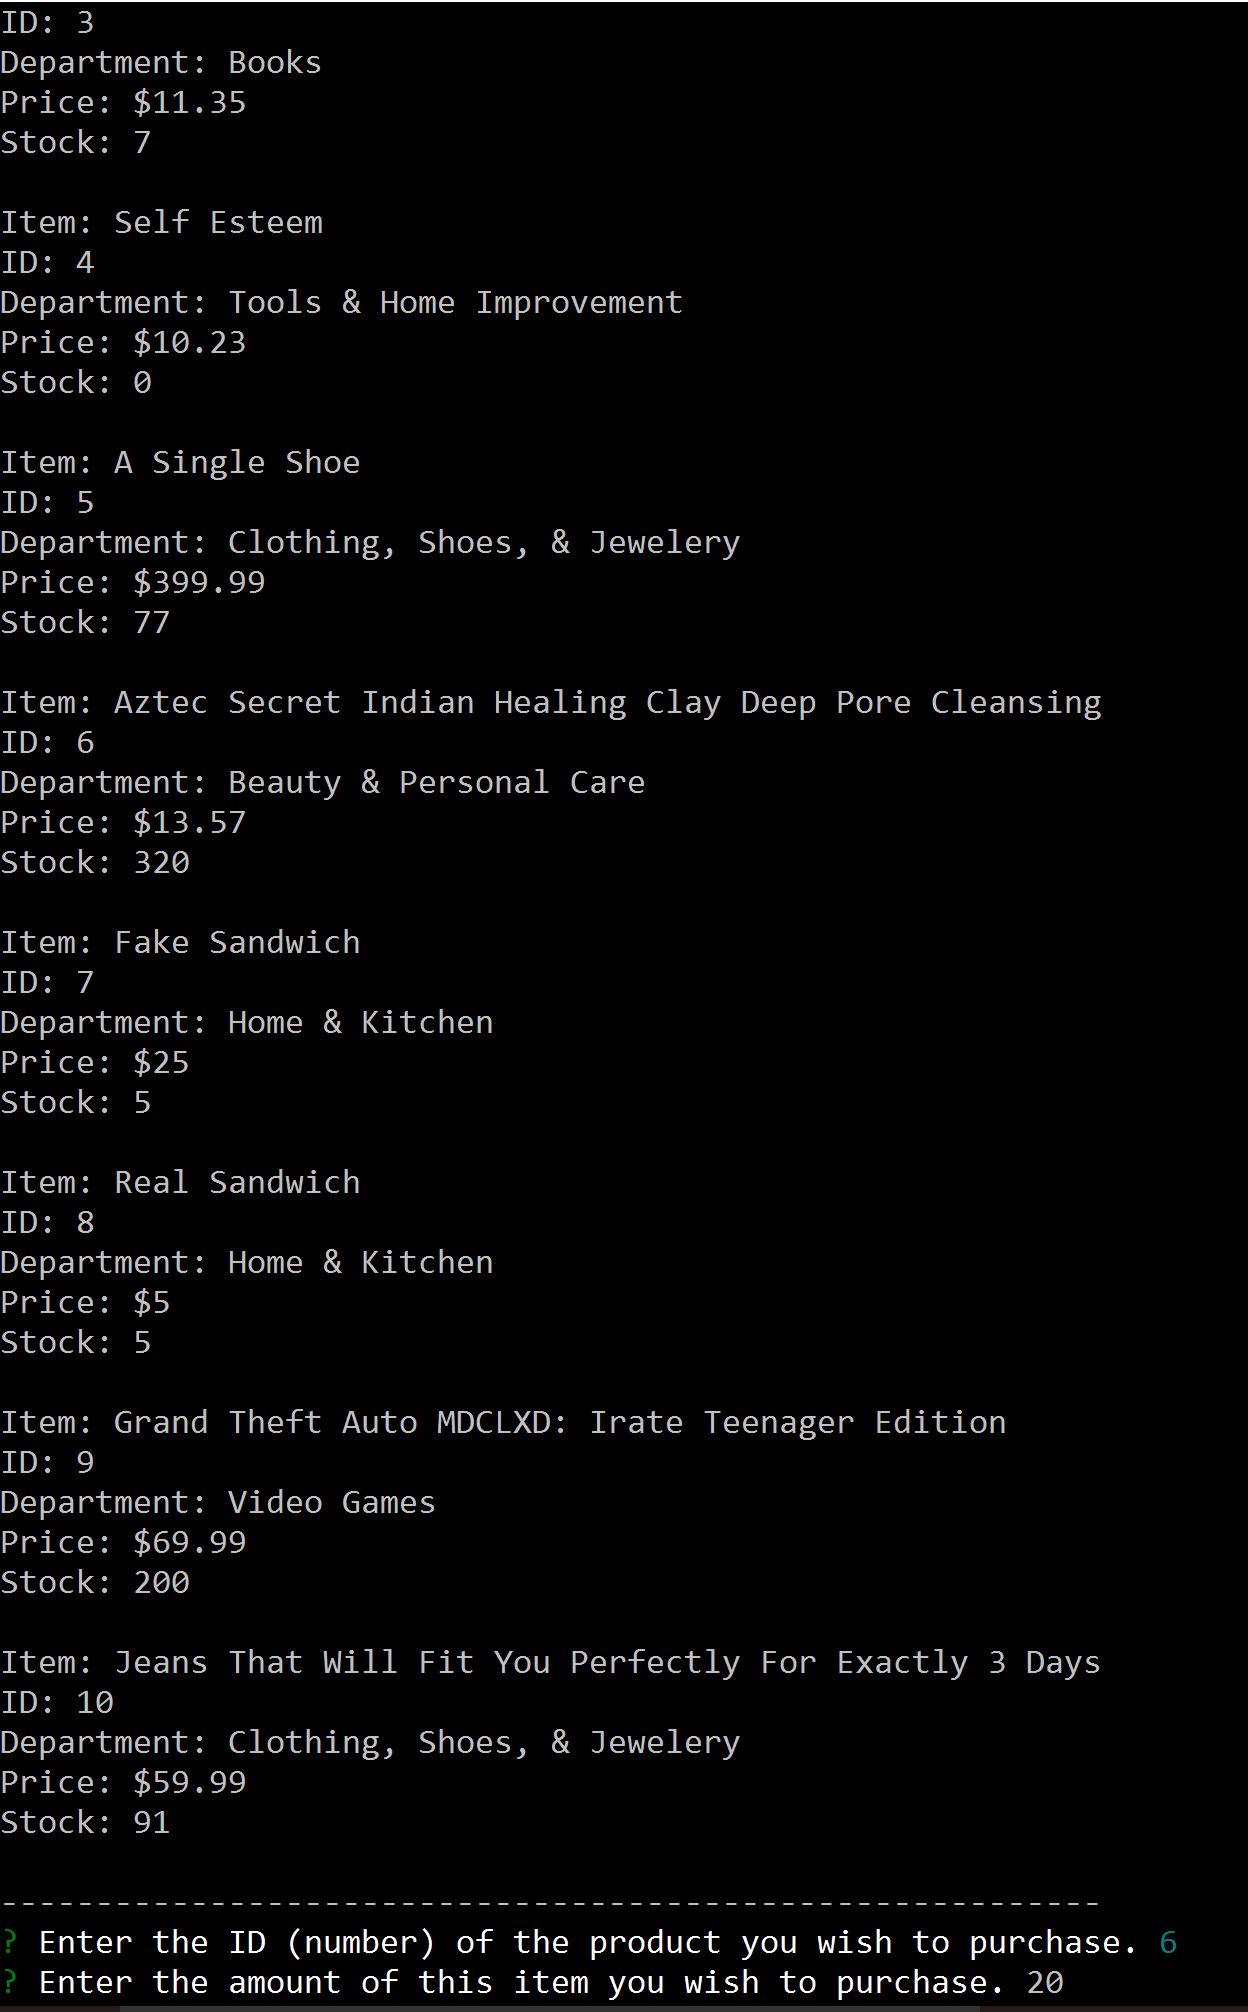 ID: 3
Department: Books
Price: $11.35
Stock: 7
Item: Self Esteem
ID: 4
Department: Tools & Home Improvement
Price: $10.23
Stock: 0
Item: A Single Shoe
ID: 5
Department: Clothing, Shoes, & Jewelery
Price: $399.99
Stock: 77
Item: Aztec Secret Indian Healing Clay Deep Pore Cleansing
ID: 6
Department: Beauty & Personal Care
Price: $13.57
Stock: 320
Item: Fake Sandwich
ID: 7
Department: Home & Kitchen
Price: $25
Stock: 5
Item: Real Sandwich
ID: 8
Department: Home & Kitchen
Price: $5
Stock: 5
Item: Grand Theft Auto MDCLXD: Irate Teenager Edition
ID: 9
Department: Video Games
Price: $69.99
Stock: 200
Item: Jeans That Will Fit You Perfectly For Exactly 3 Days
ID: 10
Department: Clothing, Shoes, & Jewelery
Price: $59.99
Stock: 91
----------------------------------------------------------
? Enter the ID (number) of the product you wish to purchase. 6
? Enter the amount of this item you wish to purchase. 20